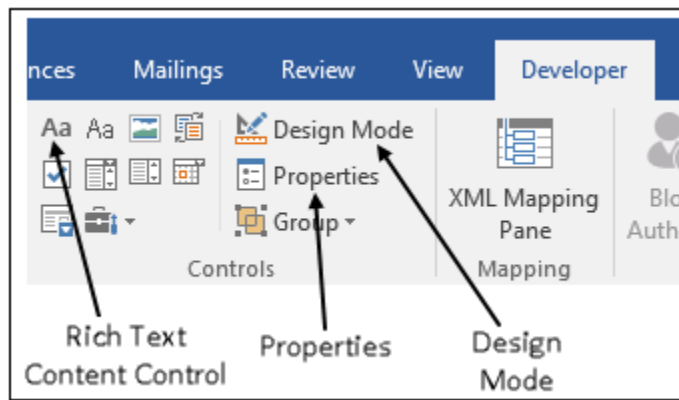 nces Mailings Review View Developer
Aa Aa Design Mode
Properties
XML Mapping
Pane
Group
Controls Mapping
Rich Text
Content Control
Properties
Design
Mode